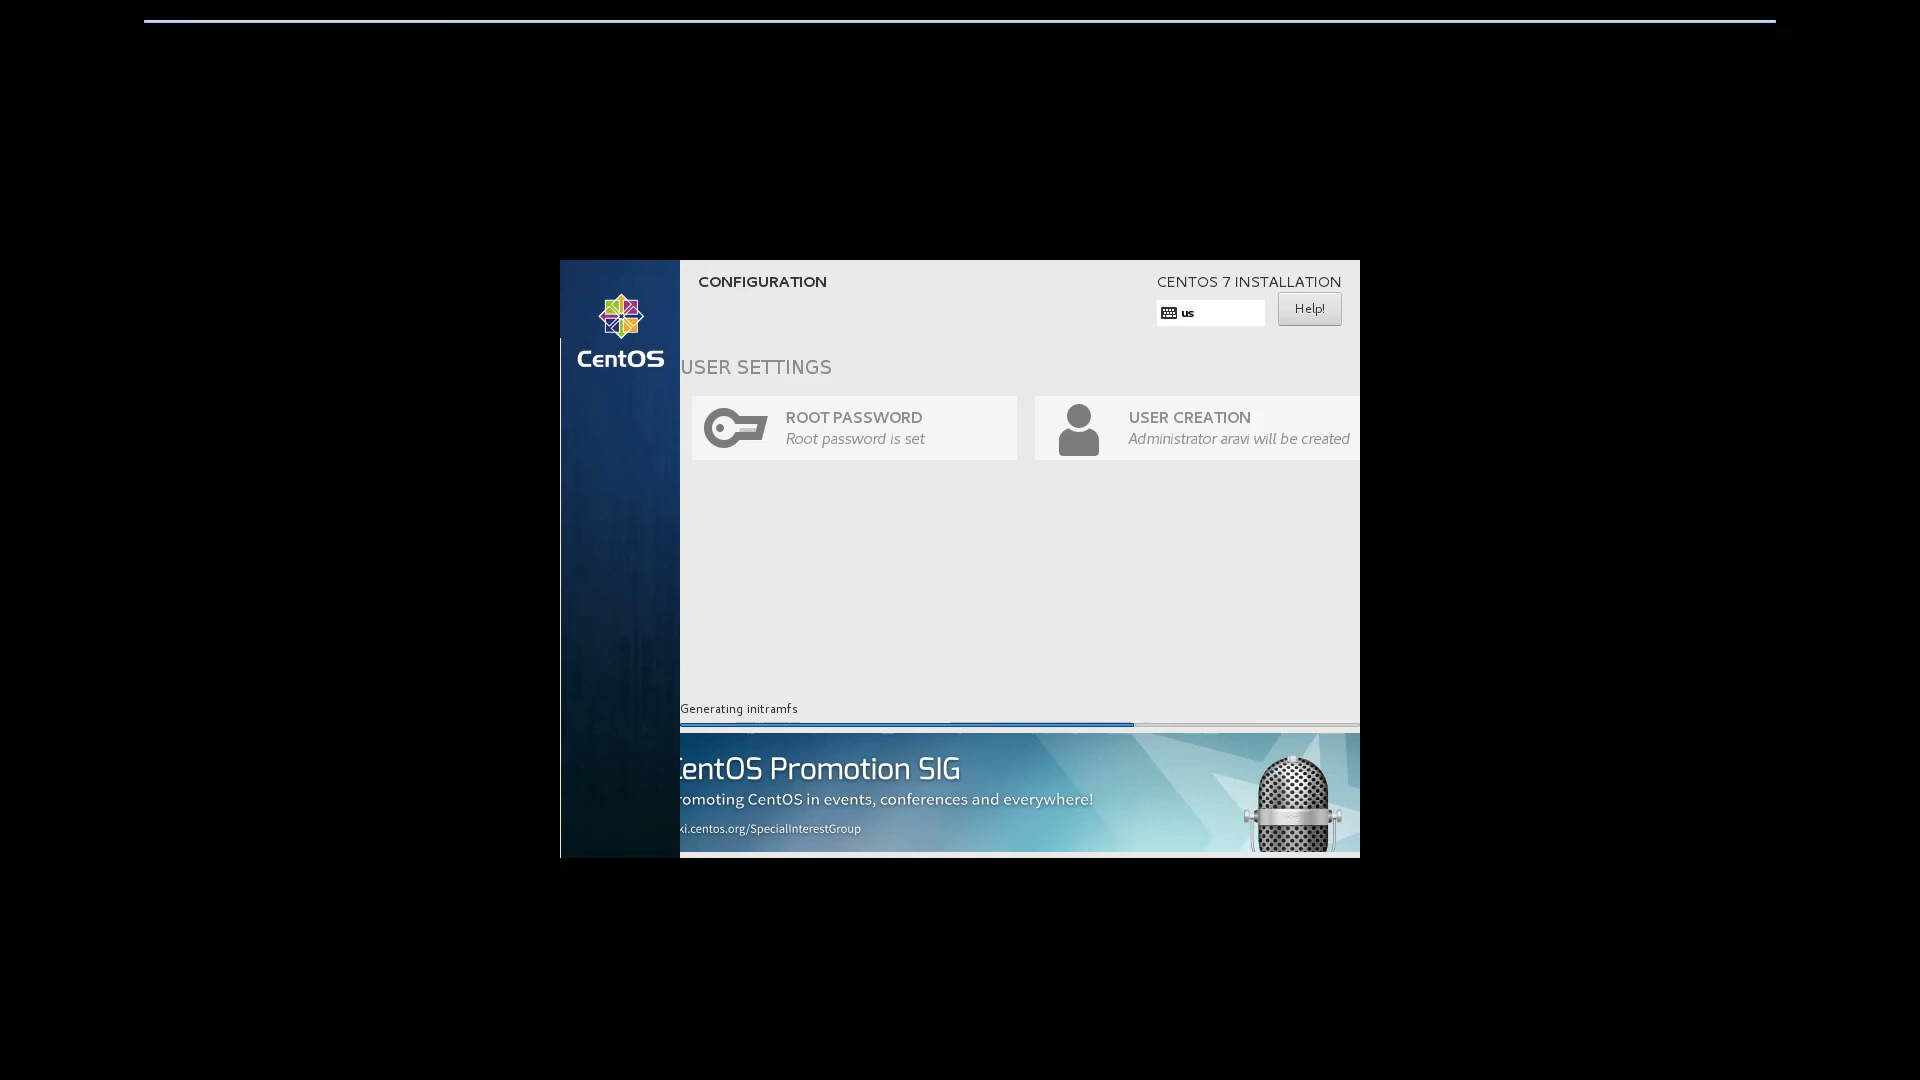 CONFIGURATION
CENTOS 7 INSTALLATION
us
Help!
CentOS
USER SETTINGS
ROOT PASSWORD
Root password is set
USER CREATION
Administrator aravi will be created
Generating initramfs
CentOS Promotion SIG
romoting CentOS in events, conferences and everywhere!
ki.centos.org/SpecialInterestGroup